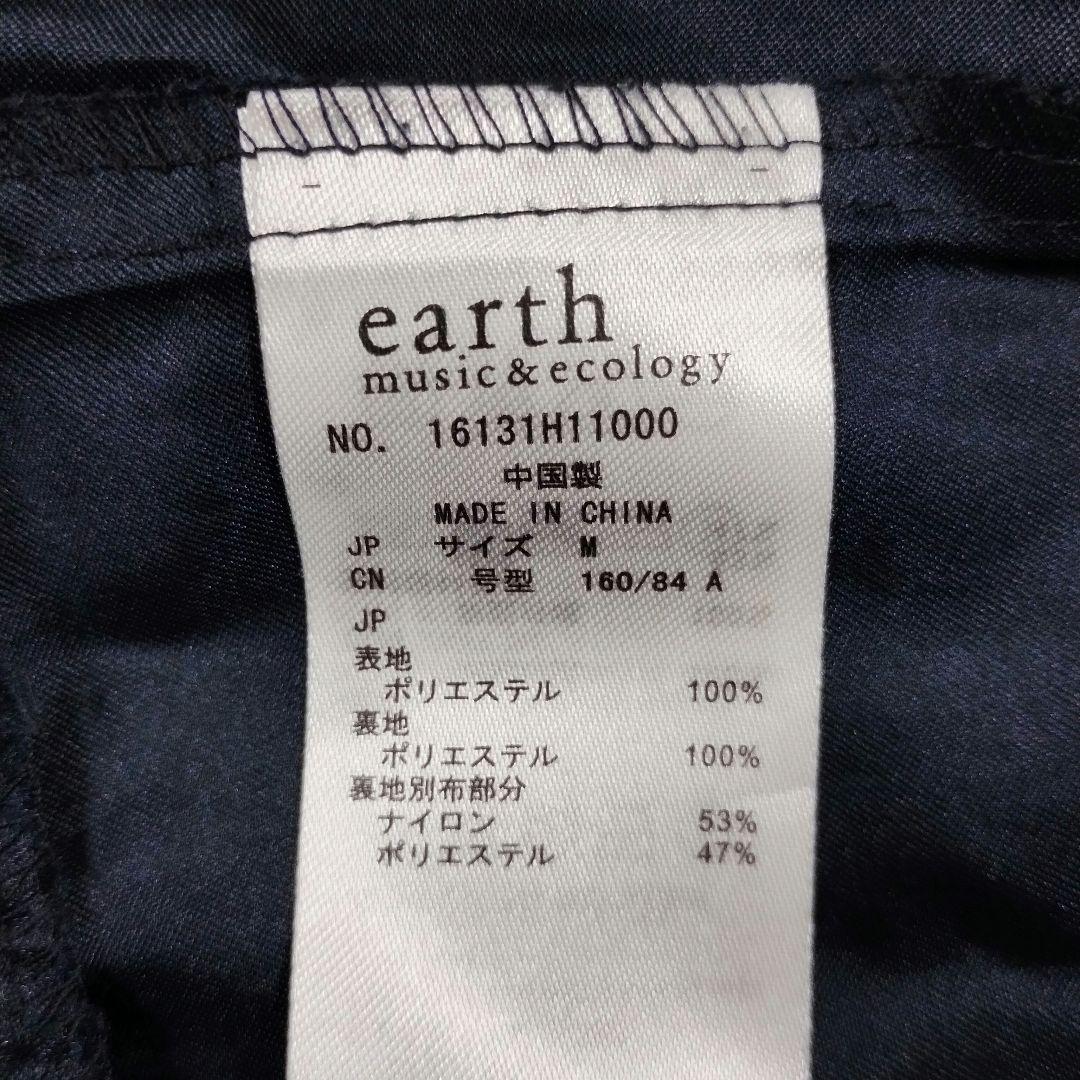 earth
music & ecology
NO. 16131H11000
中国製
MADE IN CHINA
JP サイズ M
CN 号型 160/84 A
JP
表地
ポリエステル 100%
裏地
ポリエステル 100%
裏地別布部分
ナイロン 53%
ポリエステル 47%